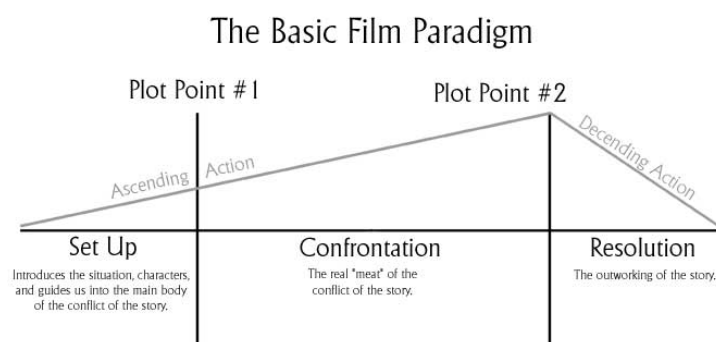 The Basic Film Paradigm
Plot Point #1
Plot Point #2
Ascending Action
Decending Action
Set Up
Introduces the situation, characters,
and guides us into the main body
of the conflict of the story.
Confrontation
The real "meat" of the
conflict of the story.
Resolution
The outworking of the story.